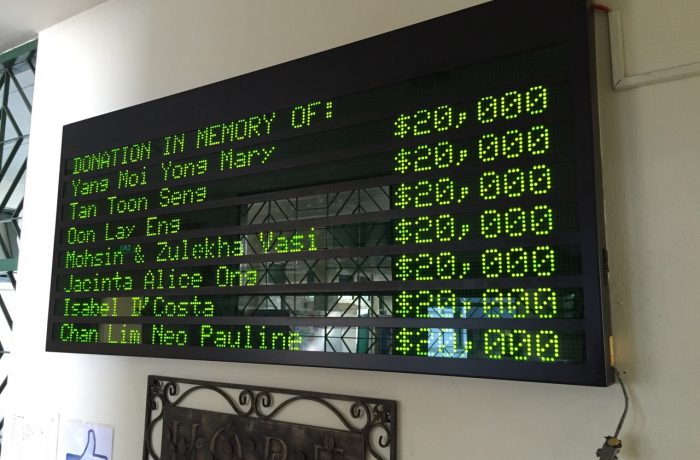 DONATION IN MEMORY OF:
Yang Moi Yong Mary $20,000
Tan Toon Seng $20,000
Oon Lay Eng $20,000
Mohsin & Zulekha Vasi $20,000
Jacinta Alice Ong $20,000
Isabel D'Costa $20,000
Chan Lim Neo Pauline $20,000